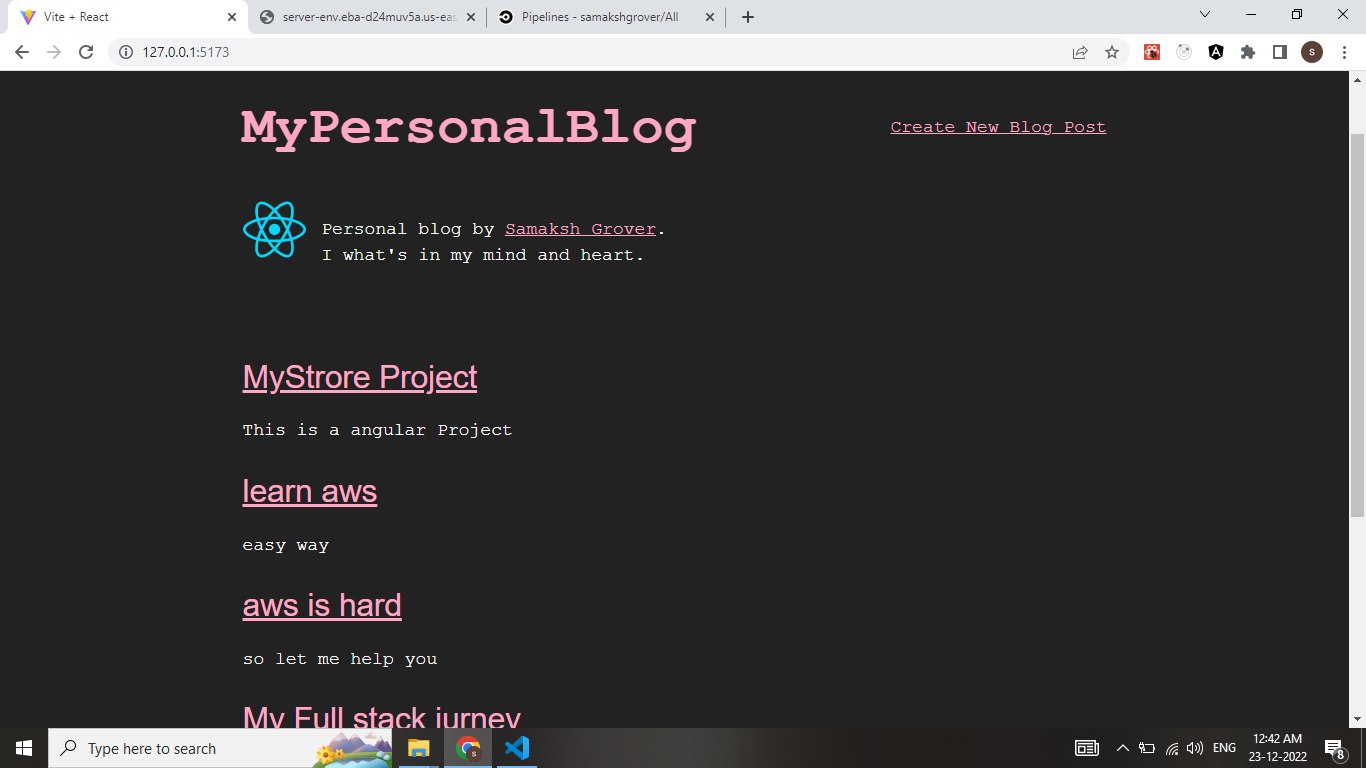 Vite + React
server-env.eba-d24muv5a.us-eas
Pipelines - samakshgrover/All
127.0.0.1:5173
S
MyPersonalBlog
Create New Blog Post
Personal blog by Samaksh Grover.
I what's in my mind and heart.
MyStrore Project
This is a angular Project
learn aws
easy way
aws is hard
so let me help you
My Full stack jurney
Type here to search
S
ENG
12:42 AM
23-12-2022
8